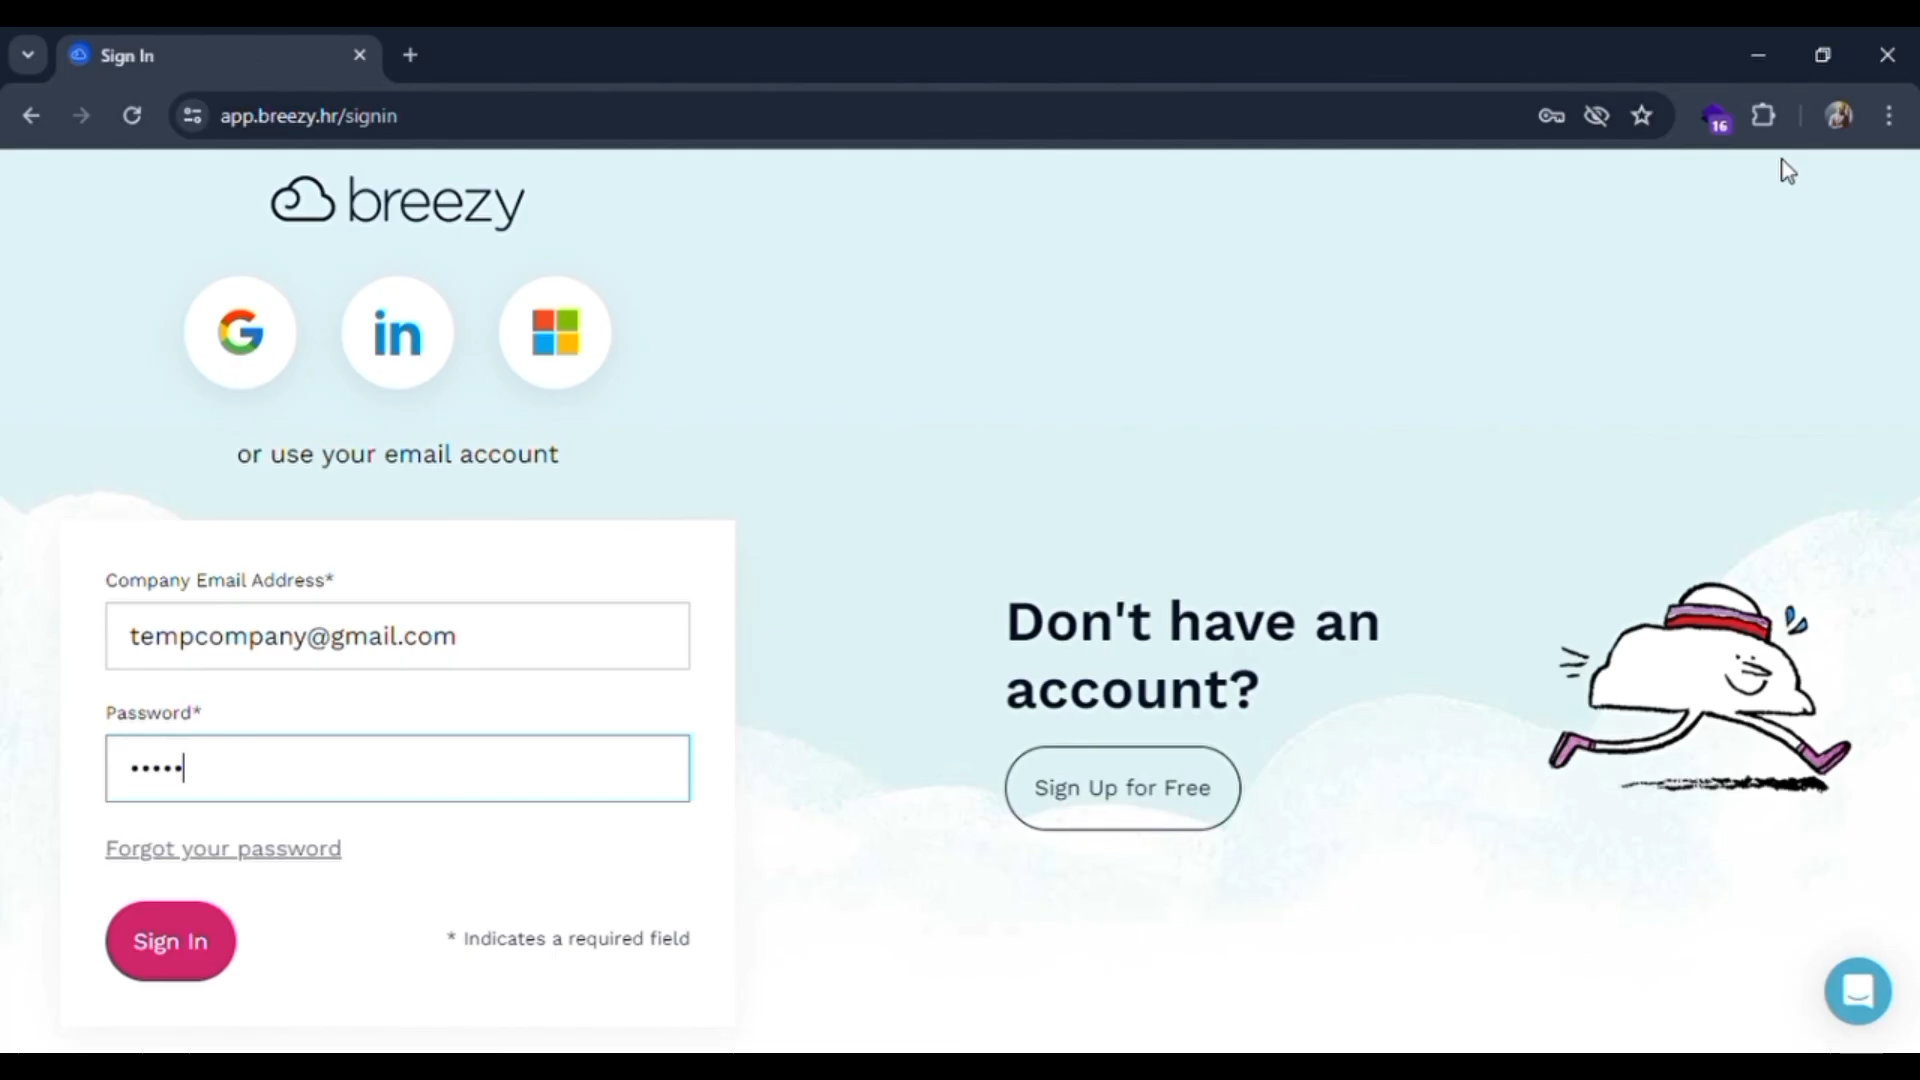 Sign In
app.breezy.hr/signin
16
breezy
G
in
or use your email account
Company Email Address*
tempcompany@gmail.com
Password*
•••••
Forgot your password
Sign In
* Indicates a required field
Don't have an
account?
Sign Up for Free